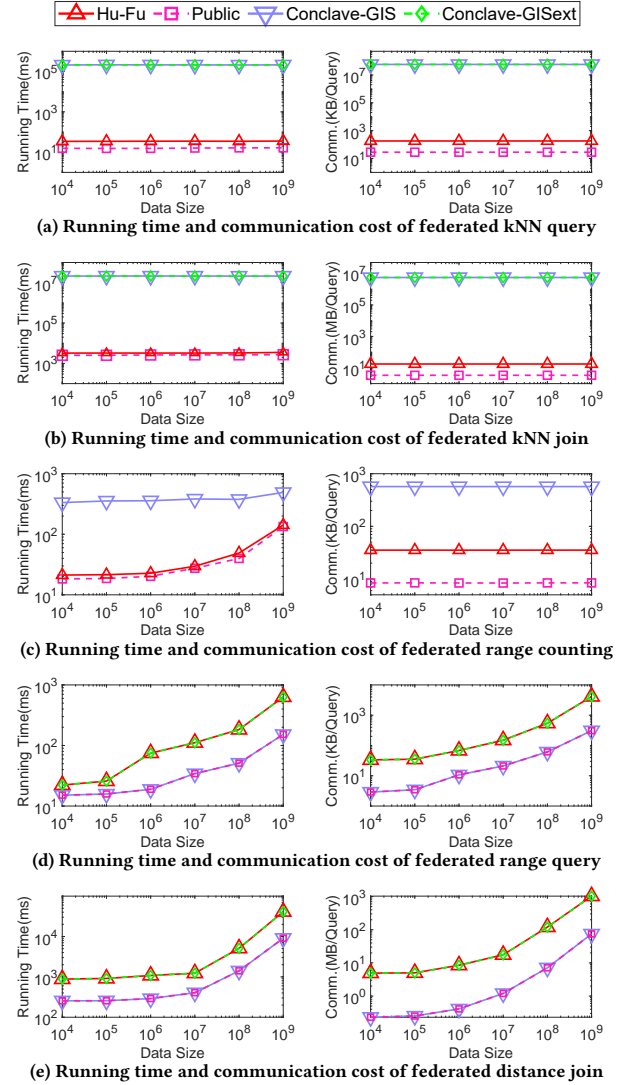 Hu-Fu Public Conclave-GIS Conclave-GISext
Running Time(ms)
10^5
10^3
10^1
10^4 10^5 10^6 10^7 10^8 10^9
Data Size
Comm.(KB/Query)
10^7
10^5
10^3
10^1
10^4 10^5 10^6 10^7 10^8 10^9
Data Size
(a) Running time and communication cost of federated kNN query
Running Time(ms)
10^7
10^5
10^3
10^4 10^5 10^6 10^7 10^8 10^9
Data Size
Comm.(MB/Query)
10^7
10^5
10^3
10^1
10^4 10^5 10^6 10^7 10^8 10^9
Data Size
(b) Running time and communication cost of federated kNN join
Running Time(ms)
10^3
10^2
10^1
10^4 10^5 10^6 10^7 10^8 10^9
Data Size
Comm.(KB/Query)
10^3
10^2
10^1
10^4 10^5 10^6 10^7 10^8 10^9
Data Size
(c) Running time and communication cost of federated range counting
Running Time(ms)
10^3
10^2
10^1
10^4 10^5 10^6 10^7 10^8 10^9
Data Size
Comm.(KB/Query)
10^3
10^1
10^4 10^5 10^6 10^7 10^8 10^9
Data Size
(d) Running time and communication cost of federated range query
Running Time(ms)
10^4
10^3
10^2
10^4 10^5 10^6 10^7 10^8 10^9
Data Size
Comm.(MB/Query)
10^3
10^2
10^1
10^0
10^4 10^5 10^6 10^7 10^8 10^9
Data Size
(e) Running time and communication cost of federated distance join